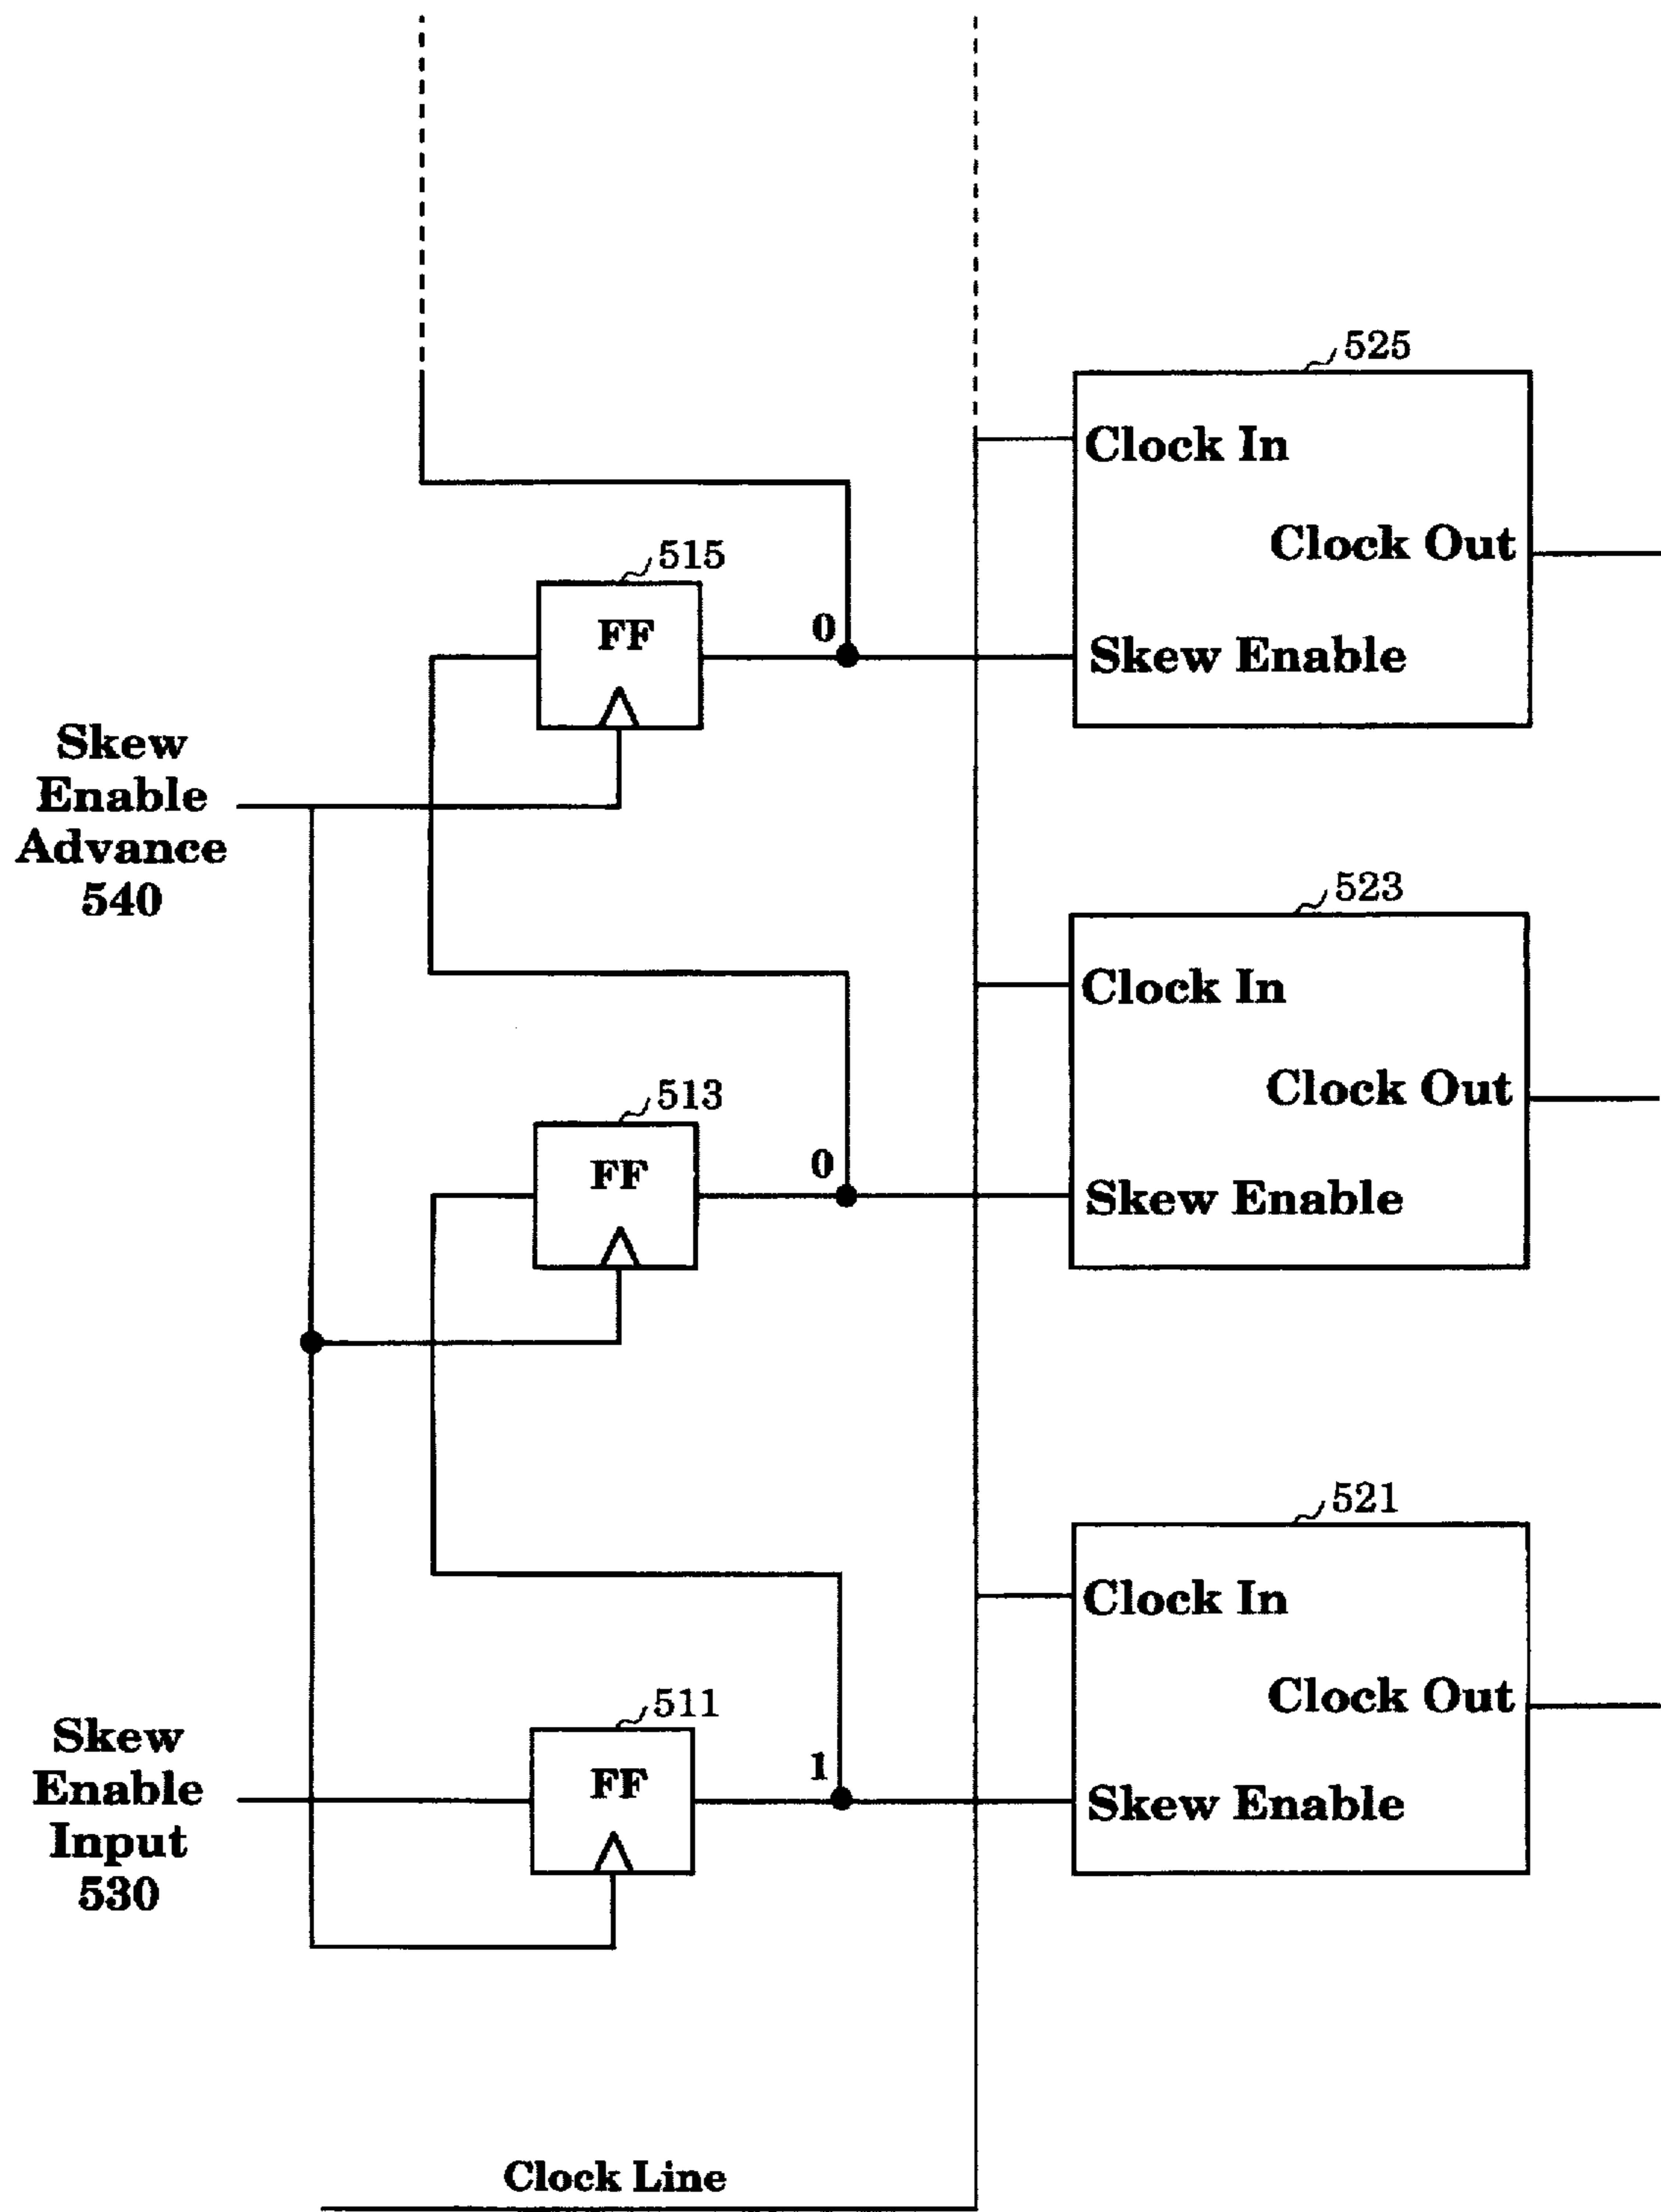 525
Clock In
Clock Out
Skew Enable
515
FF
0
Skew
Enable
Advance
540
523
Clock In
Clock Out
Skew Enable
513
FF
0
521
Clock In
Clock Out
Skew Enable
511
FF
1
Skew
Enable
Input
530
Clock Line